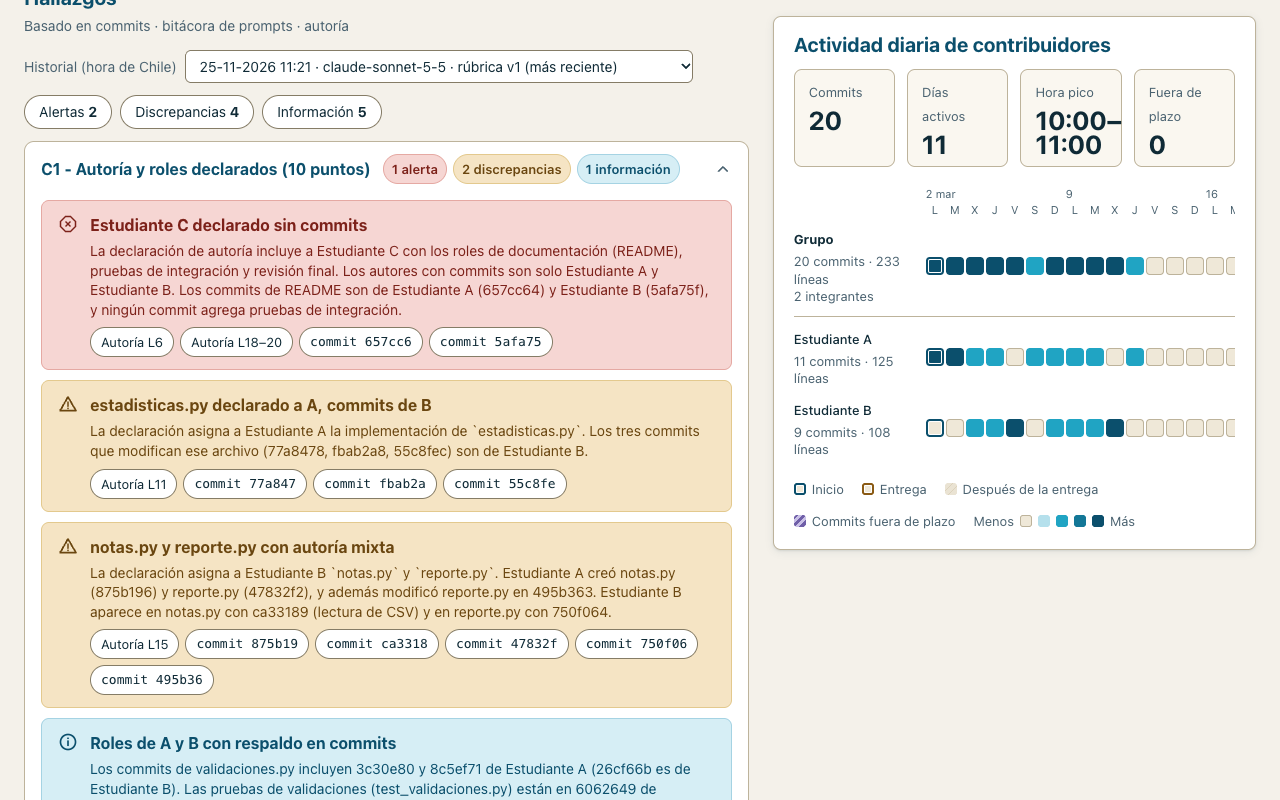 Hallazgos
Basado en commits · bitácora de prompts · autoría
Historial (hora de Chile)
25-11-2026 11:21 · claude-sonnet-5-5 · rúbrica v1 (más reciente)
Alertas 2
Discrepancias 4
Información 5
C1 - Autoría y roles declarados (10 puntos)
1 alerta
2 discrepancias
1 información
Estudiante C declarado sin commits
La declaración de autoría incluye a Estudiante C con los roles de documentación (README),
pruebas de integración y revisión final. Los autores con commits son solo Estudiante A y
Estudiante B. Los commits de README son de Estudiante A (657cc64) y Estudiante B (5afa75f),
y ningún commit agrega pruebas de integración.
Autoría L6
Autoría L18–20
commit 657cc6
commit 5afa75
estadisticas.py declarado a A, commits de B
La declaración asigna a Estudiante A la implementación de `estadisticas.py`. Los tres commits
que modifican ese archivo (77a8478, fbab2a8, 55c8fec) son de Estudiante B.
Autoría L11
commit 77a847
commit fbab2a
commit 55c8fe
notas.py y reporte.py con autoría mixta
La declaración asigna a Estudiante B `notas.py` y `reporte.py`. Estudiante A creó notas.py
(875b196) y reporte.py (47832f2), y además modificó reporte.py en 495b363. Estudiante B
aparece en notas.py con ca33189 (lectura de CSV) y en reporte.py con 750f064.
Autoría L15
commit 875b19
commit ca3318
commit 47832f
commit 750f06
commit 495b36
Roles de A y B con respaldo en commits
Los commits de validaciones.py incluyen 3c30e80 y 8c5ef71 de Estudiante A (26cf66b es de
Estudiante B). Las pruebas de validaciones (test_validaciones.py) están en 6062649 de
Actividad diaria de contribuidores
Commits
20
Días
activos
11
Hora pico
10:00–
11:00
Fuera de
plazo
0
2 mar 9 16
L M X J V S D L M X J V S D L M
Grupo
20 commits · 233
líneas
2 integrantes
Estudiante A
11 commits · 125
líneas
Estudiante B
9 commits · 108
líneas
Inicio
Entrega
Después de la entrega
Commits fuera de plazo
Menos
Más